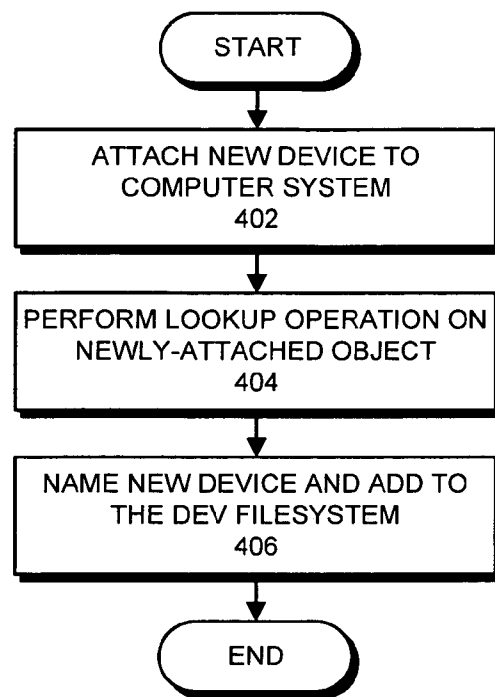 START
ATTACH NEW DEVICE TO
COMPUTER SYSTEM
402
PERFORM LOOKUP OPERATION ON
NEWLY-ATTACHED OBJECT
404
NAME NEW DEVICE AND ADD TO
THE DEV FILESYSTEM
406
END